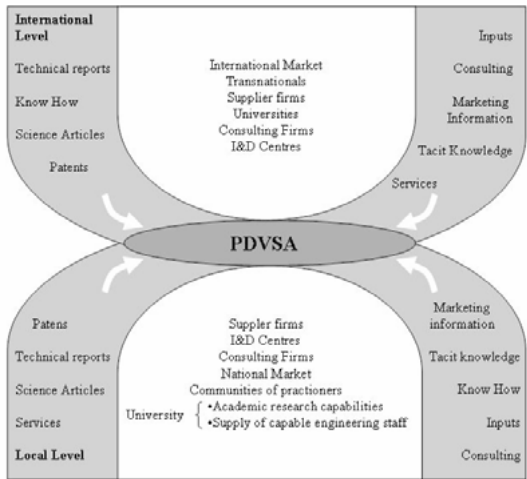 International
Level
Technical reports
Know How
Science Articles
Patents
International Market
Transnationals
Supplier firms
Universities
Consulting Firms
I&D Centres
Inputs
Consulting
Marketing
Information
Tacit Knowledge
Services
PDVSA
Patens
Technical reports
Science Articles
Services
Local Level
Suppler firms
I&D Centres
Consulting Firms
National Market
Communities of practioners
University
•Academic research capabilities
•Supply of capable engineering staff
Marketing
information
Tacit knowledge
Know How
Inputs
Consulting